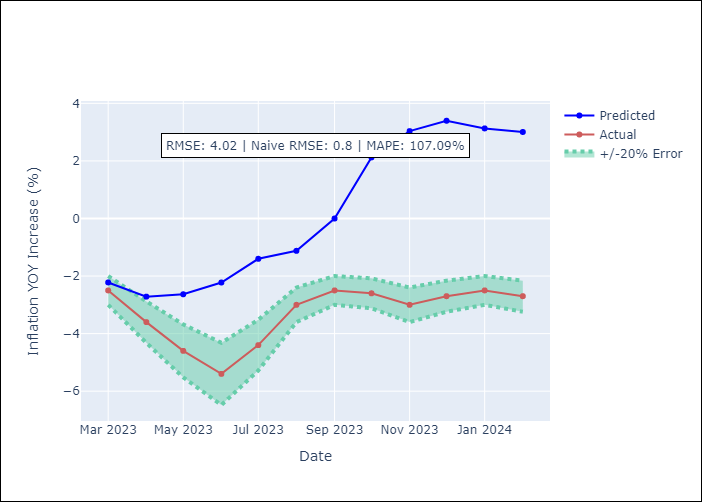 RMSE: 4.02 | Naive RMSE: 0.8 | MAPE: 107.09%
Predicted
Actual
+/-20% Error
Inflation YOY Increase (%)
4
2
0
−2
−4
−6
Mar 2023
May 2023
Jul 2023
Sep 2023
Nov 2023
Jan 2024
Date